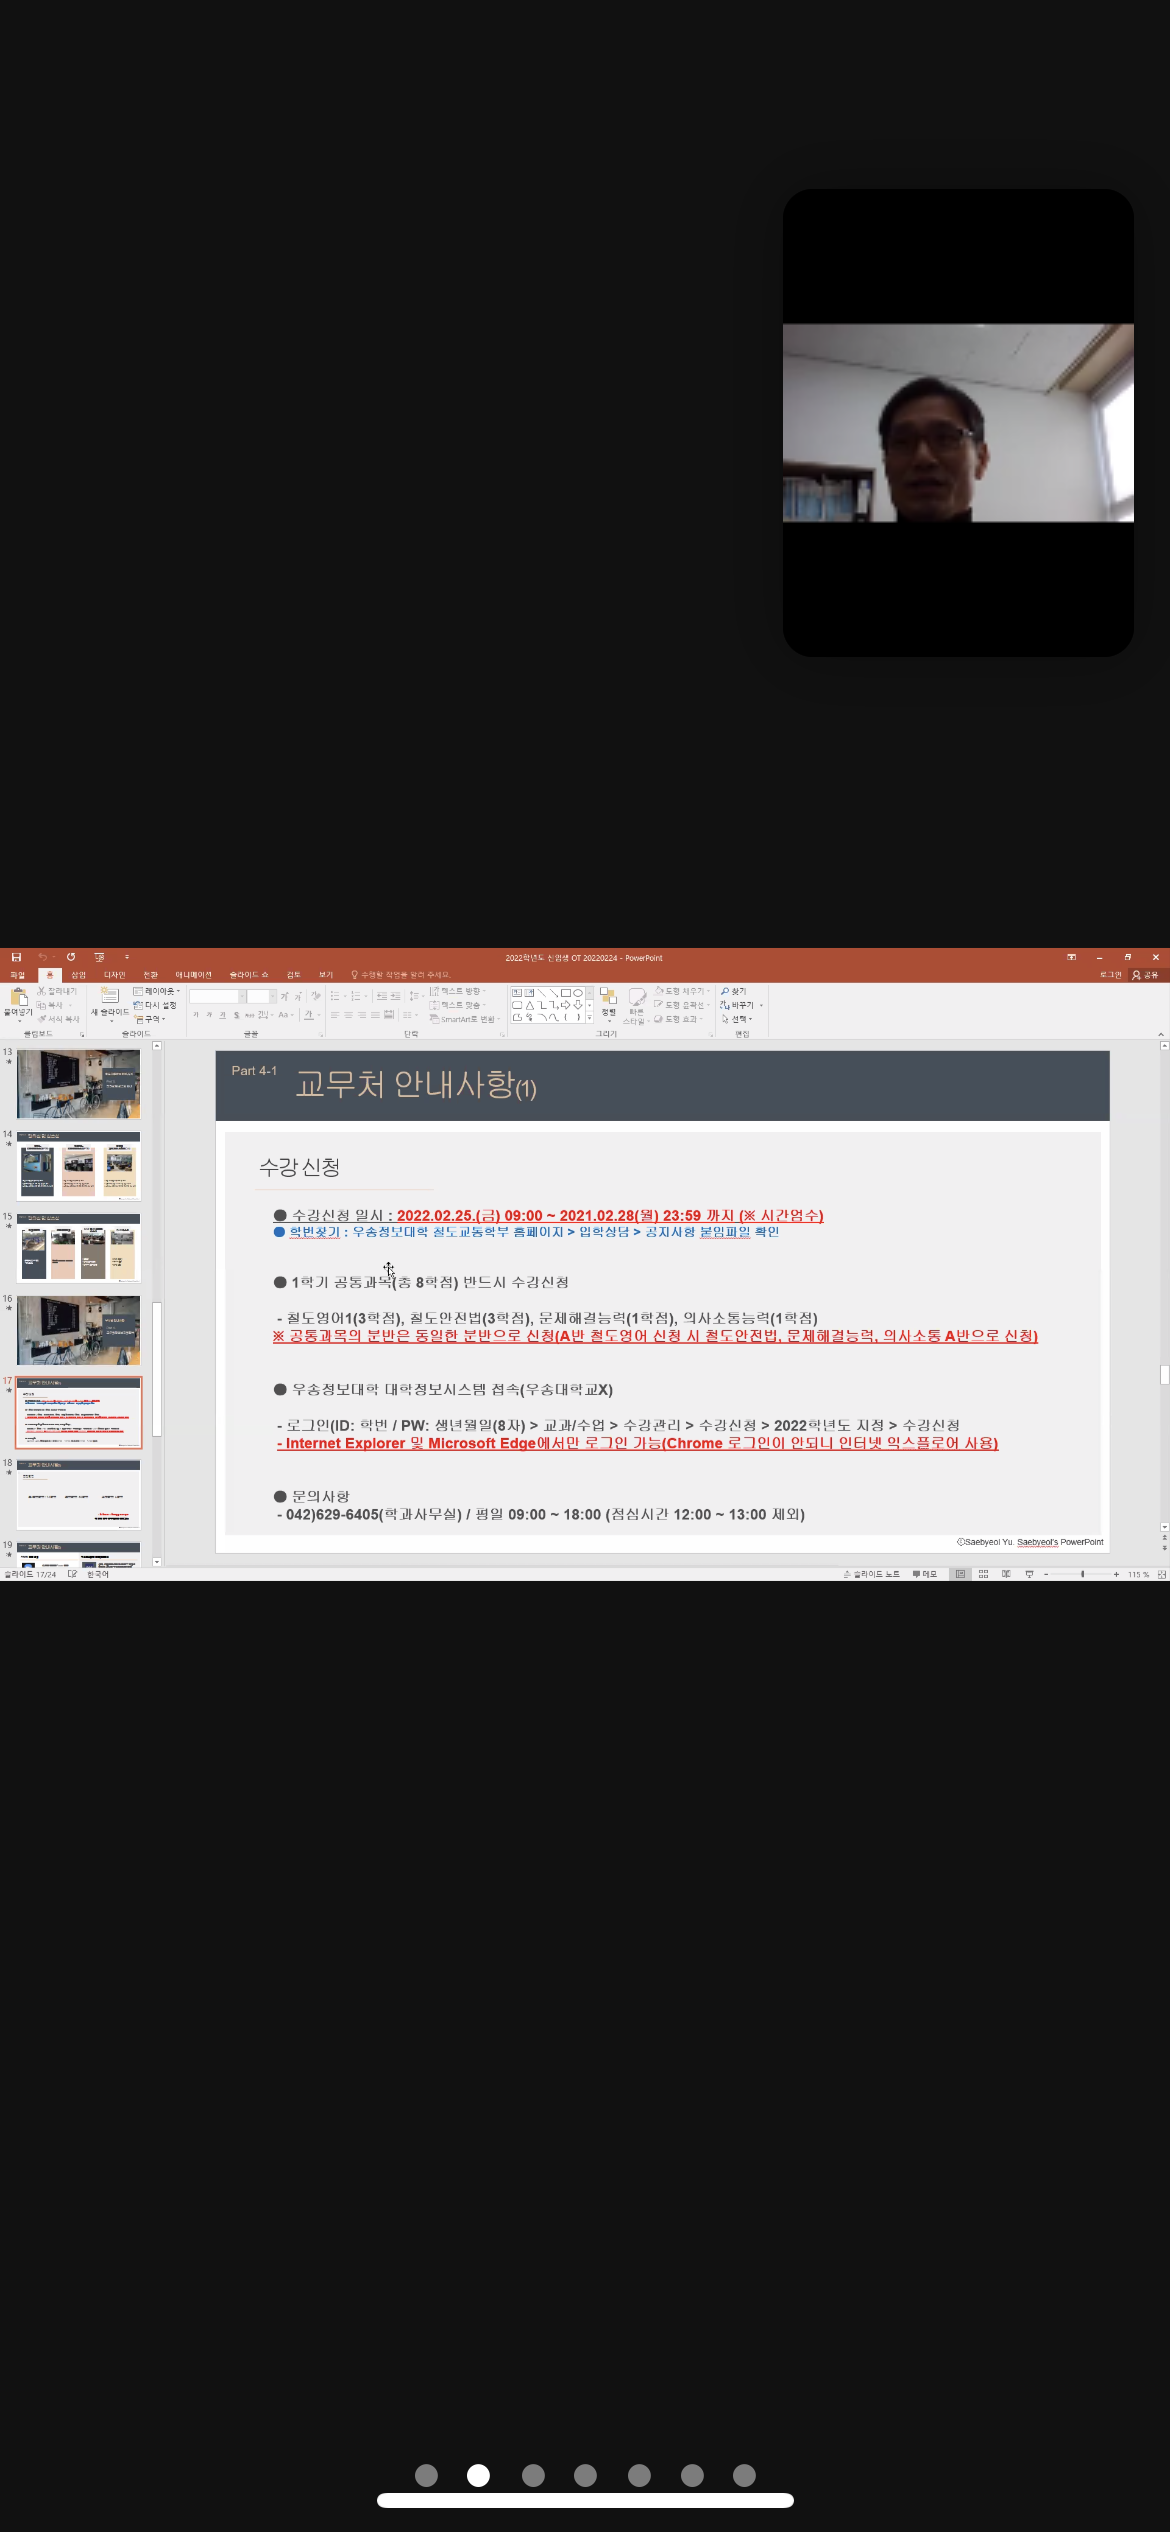 2022학년도 신입생 OT 20220224 - PowerPoint
파일 홈 삽입 디자인 전환 애니메이션 슬라이드 쇼 검토 보기 수행할 작업을 알려 주세요. 로그인 공유
붙여넣기 잘라내기 복사 서식 복사 클립보드
새 슬라이드 레이아웃 다시 설정 구역 슬라이드
글꼴
텍스트 방향 텍스트 맞춤 SmartArt로 변환 단락
정렬 빠른 스타일 도형 채우기 도형 윤곽선 도형 효과 그리기
찾기 바꾸기 선택 편집
13
14
15
16
17
18
19
Part 4-1 교무처 안내사항(1)
수강 신청
● 수강신청 일시 : 2022.02.25.(금) 09:00 ~ 2021.02.28(월) 23:59 까지 (※ 시간엄수)
● 학번찾기 : 우송정보대학 철도교통학부 홈페이지 > 입학상담 > 공지사항 붙임파일 확인
● 1학기 공통과목(총 8학점) 반드시 수강신청
- 철도영어1(3학점), 철도안전법(3학점), 문제해결능력(1학점), 의사소통능력(1학점)
※ 공통과목의 분반은 동일한 분반으로 신청(A반 철도영어 신청 시 철도안전법, 문제해결능력, 의사소통 A반으로 신청)
● 우송정보대학 대학정보시스템 접속(우송대학교X)
- 로그인(ID: 학번 / PW: 생년월일(8자) > 교과/수업 > 수강관리 > 수강신청 > 2022학년도 지정 > 수강신청
- Internet Explorer 및 Microsoft Edge에서만 로그인 가능(Chrome 로그인이 안되니 인터넷 익스플로어 사용)
● 문의사항
- 042)629-6405(학과사무실) / 평일 09:00 ~ 18:00 (점심시간 12:00 ~ 13:00 제외)
ⓒSaebyeol Yu. Saebyeol's PowerPoint
슬라이드 17/24 한국어 슬라이드 노트 메모 115 %